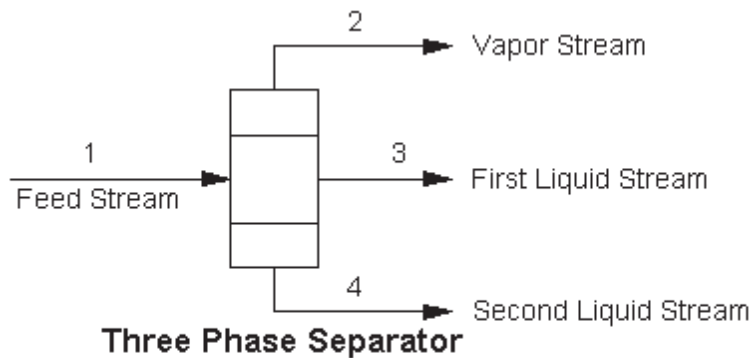 2
Vapor Stream
1
3
Feed Stream
First Liquid Stream
4
Second Liquid Stream
Three Phase Separator